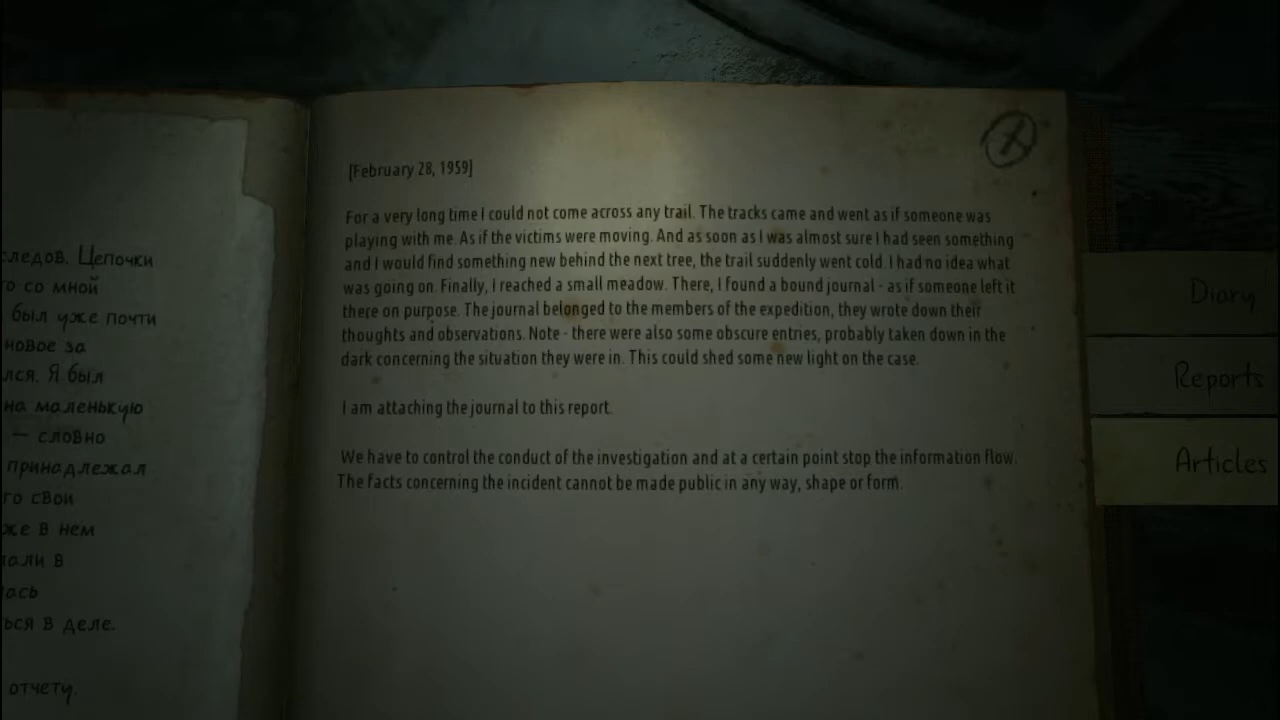 следов. Цепочки
о со мной
был уже почти
новое за
лся. Я был
на маленькую
— словно
принадлежал
го свои
же в нем
али в
ась
ься в деле.
отчету.
[February 28, 1959]
For a very long time I could not come across any trail. The tracks came and went as if someone was
playing with me. As if the victims were moving. And as soon as I was almost sure I had seen something
and I would find something new behind the next tree, the trail suddenly went cold. I had no idea what
was going on. Finally, I reached a small meadow. There, I found a bound journal - as if someone left it
there on purpose. The journal belonged to the members of the expedition, they wrote down their
thoughts and observations. Note - there were also some obscure entries, probably taken down in the
dark concerning the situation they were in. This could shed some new light on the case.
I am attaching the journal to this report.
We have to control the conduct of the investigation and at a certain point stop the information flow.
The facts concerning the incident cannot be made public in any way, shape or form.
Diary
Reports
Articles